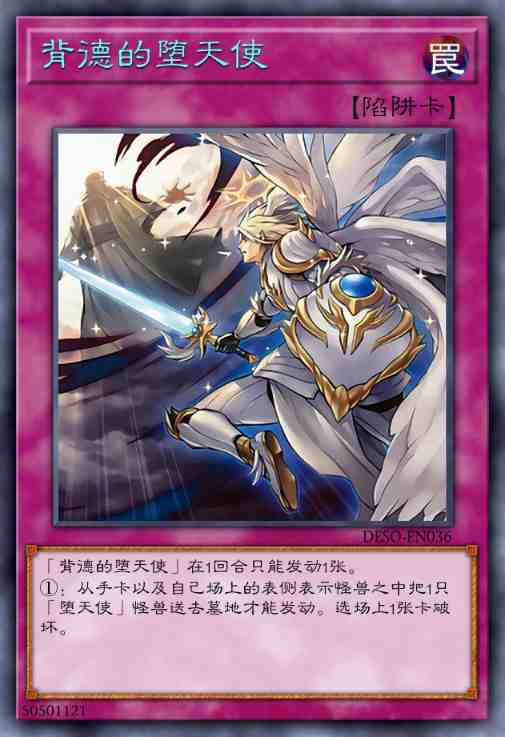 背德的堕天使
罠
【陷阱卡】
DESO-EN036
「背德的堕天使」在1回合只能发动1张。
①：从手卡以及自己场上的表侧表示怪兽之中把1只
「堕天使」怪兽送去墓地才能发动。选场上1张卡破
坏。
50501121